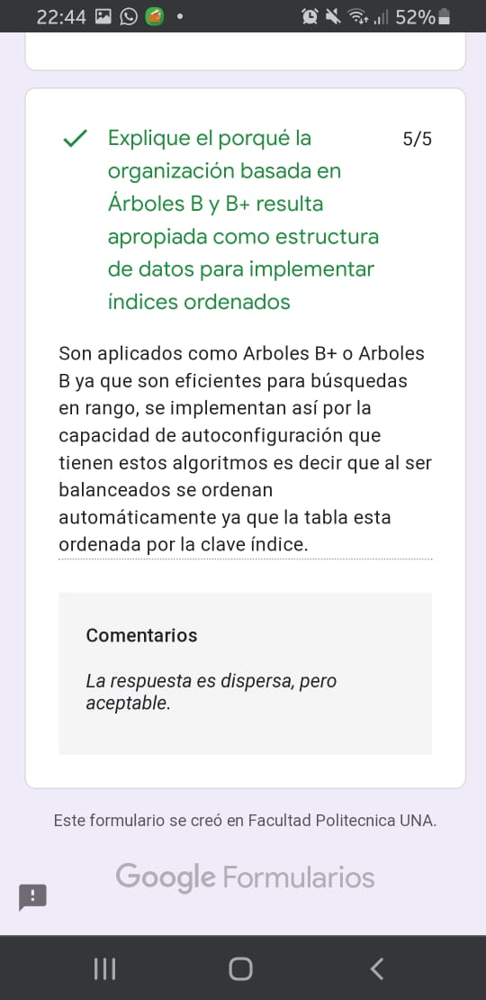 22:44 52%
Explique el porqué la 5/5
organización basada en
Árboles B y B+ resulta
apropiada como estructura
de datos para implementar
índices ordenados
Son aplicados como Arboles B+ o Arboles
B ya que son eficientes para búsquedas
en rango, se implementan así por la
capacidad de autoconfiguración que
tienen estos algoritmos es decir que al ser
balanceados se ordenan
automáticamente ya que la tabla esta
ordenada por la clave índice.
Comentarios
La respuesta es dispersa, pero
aceptable.
Este formulario se creó en Facultad Politecnica UNA.
Google Formularios